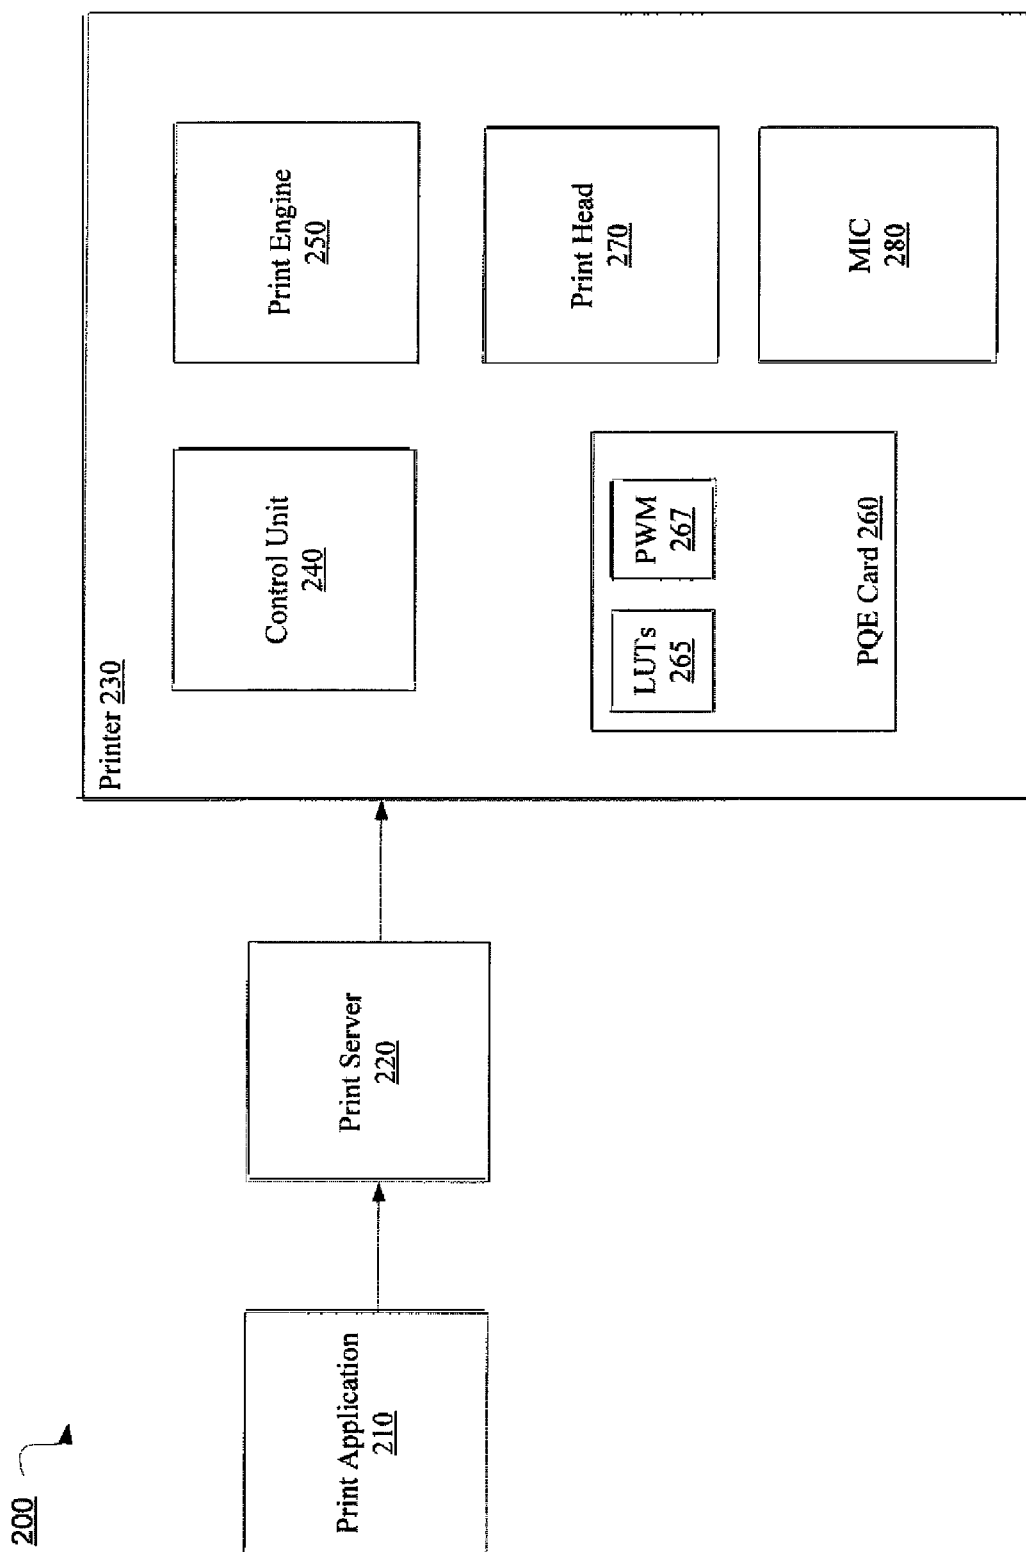 200
Print Application
210
Print Server
220
Printer 230
Control Unit
240
Print Engine
250
LUTs
265
PWM
267
PQE Card 260
Print Head
270
MIC
280